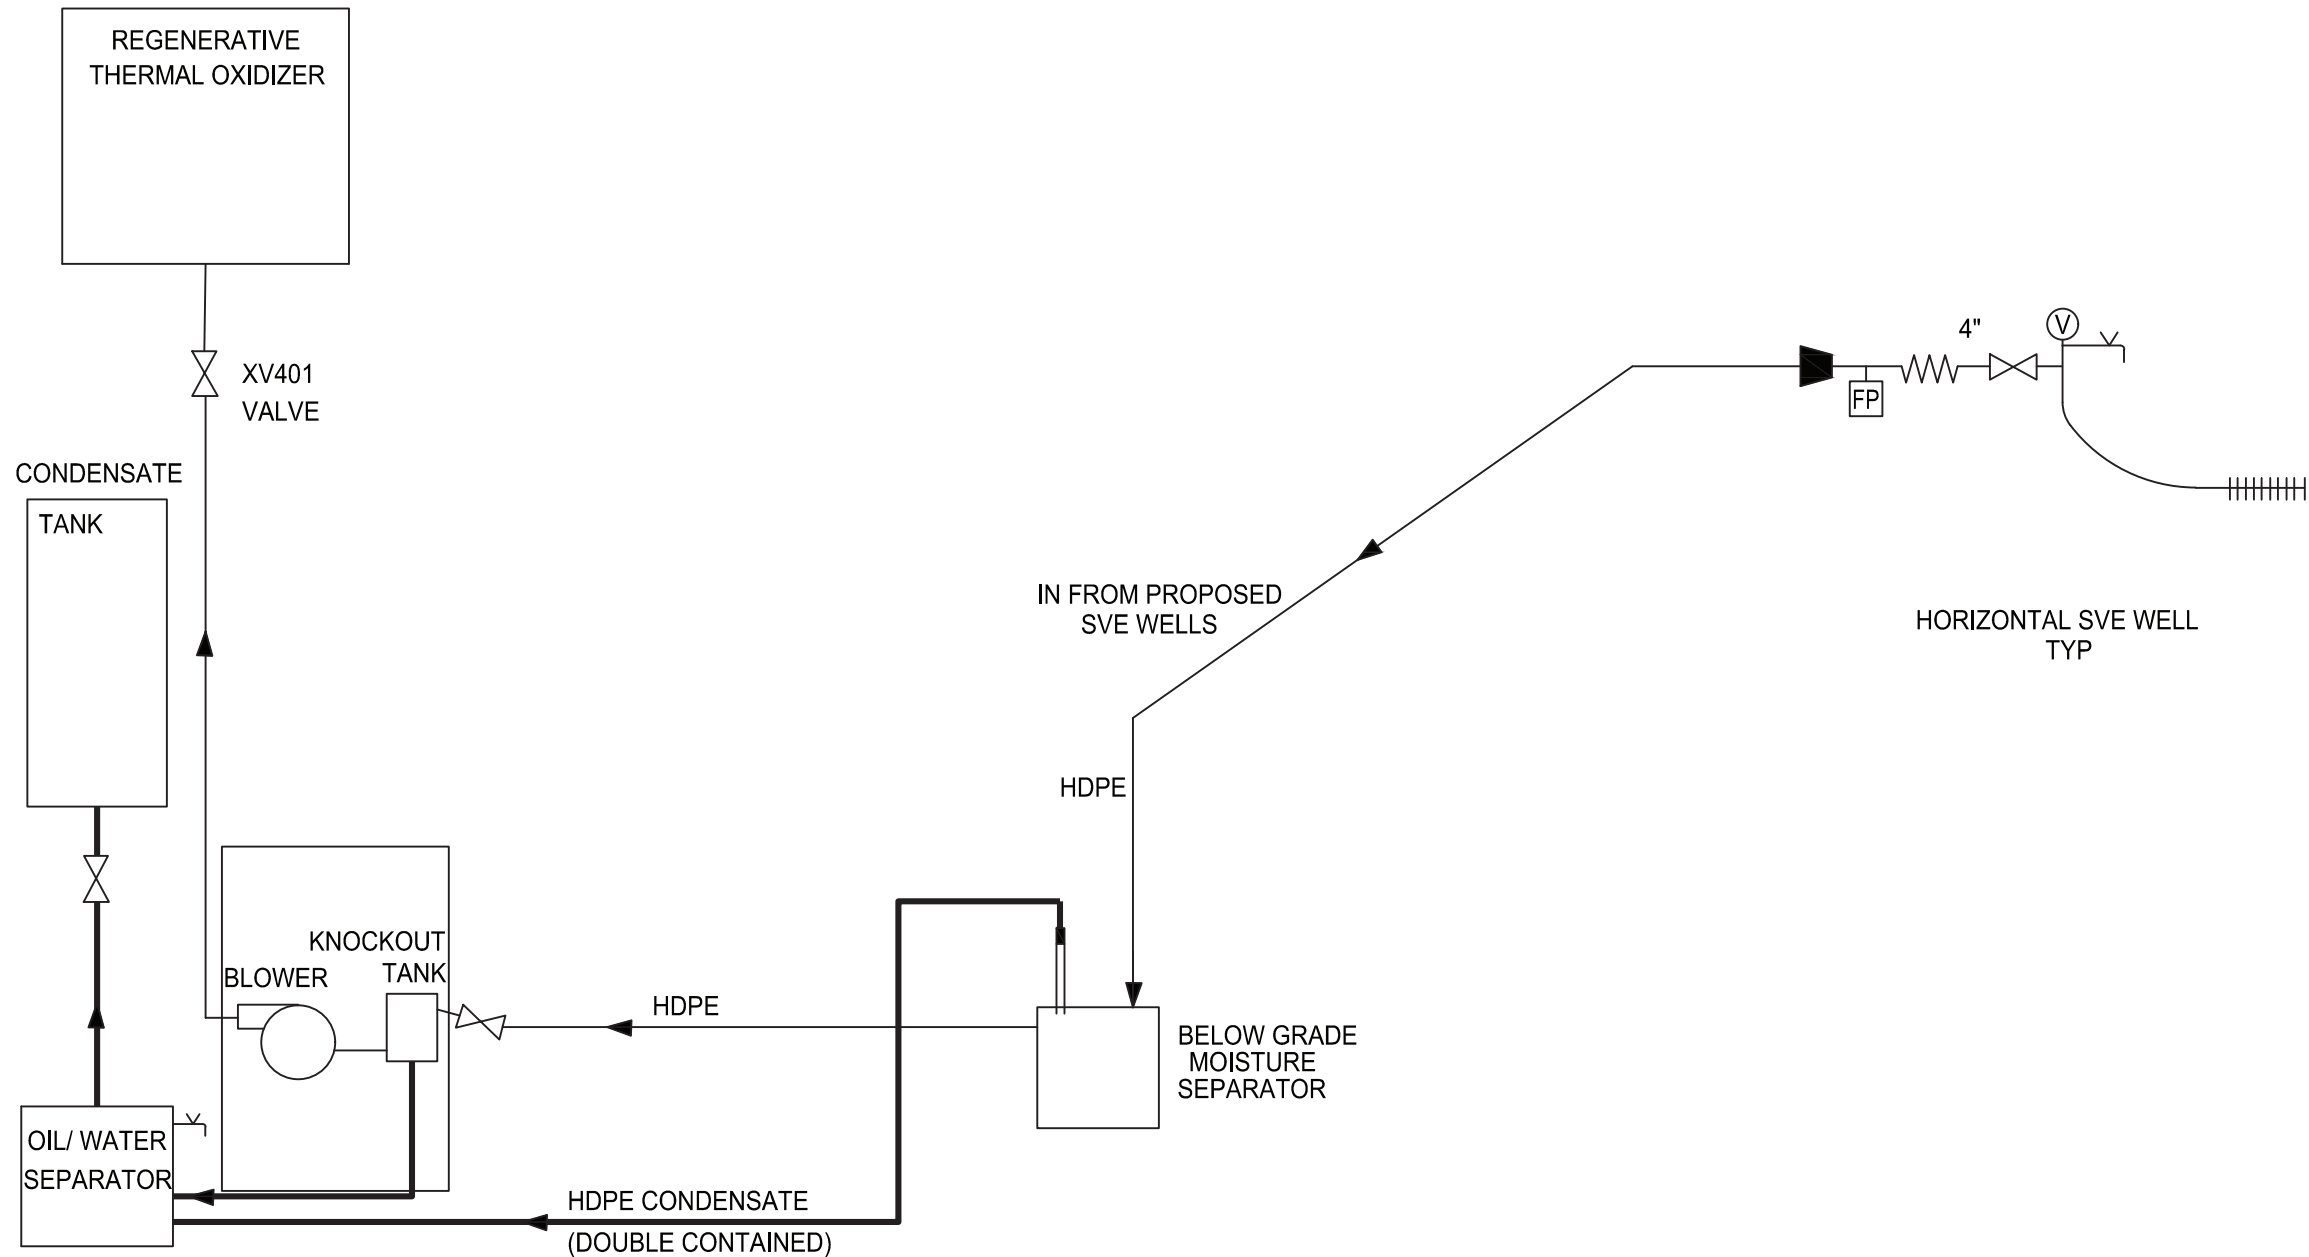 REGENERATIVE
THERMAL OXIDIZER
XV401
VALVE
CONDENSATE
TANK
4"
V
FP
IN FROM PROPOSED
SVE WELLS
HORIZONTAL SVE WELL
TYP
HDPE
KNOCKOUT
TANK
BLOWER
HDPE
BELOW GRADE
MOISTURE
SEPARATOR
OIL/ WATER
SEPARATOR
HDPE CONDENSATE
(DOUBLE CONTAINED)